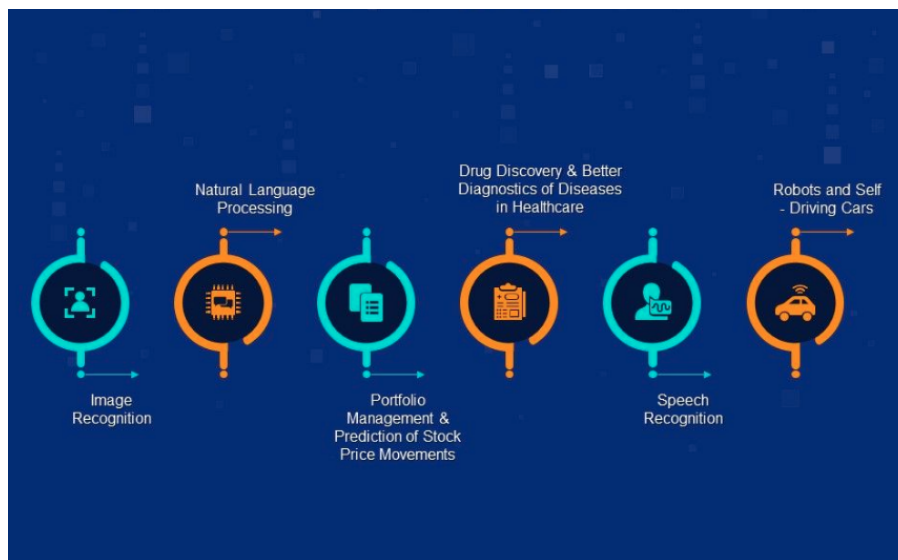 Image
Recognition
Natural Language
Processing
Portfolio
Management &
Prediction of Stock
Price Movements
Drug Discovery & Better
Diagnostics of Diseases
in Healthcare
Speech
Recognition
Robots and Self
- Driving Cars